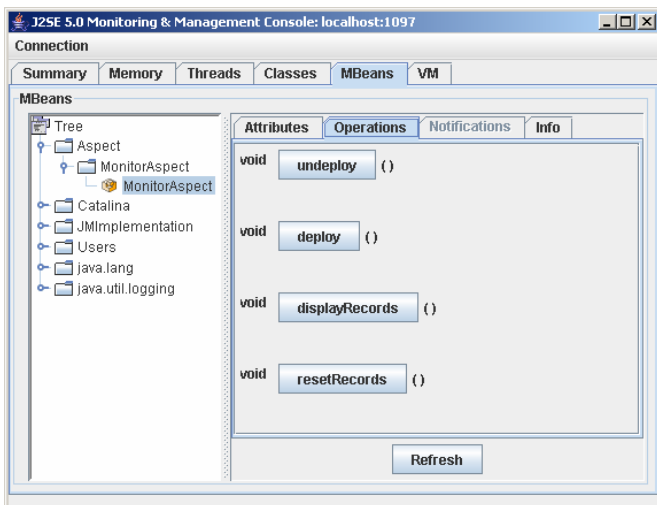 J2SE 5.0 Monitoring & Management Console: localhost:1097
Connection
Summary Memory Threads Classes MBeans VM
MBeans
Tree
Aspect
MonitorAspect
MonitorAspect
Catalina
JMImplementation
Users
java.lang
java.util.logging
Attributes Operations Notifications Info
void undeploy ()
void deploy ()
void displayRecords ()
void resetRecords ()
Refresh